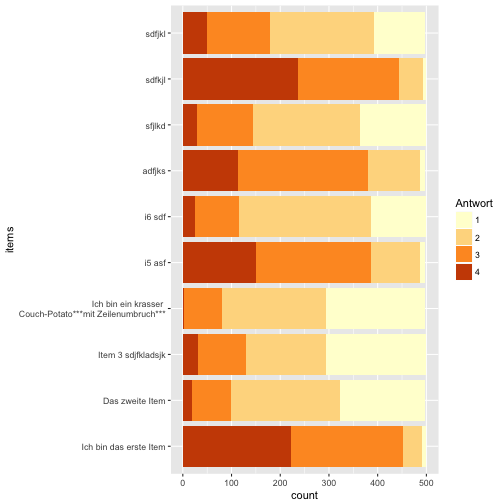 sdfjkl
sdfkjl
sfjlkd
adfjks
i6 sdf
i5 asf
Ich bin ein krasser
Couch-Potato***mit Zeilenumbruch***
Item 3 sdjfkladsjk
Das zweite Item
Ich bin das erste Item
items
0 100 200 300 400 500
count
Antwort
1
2
3
4